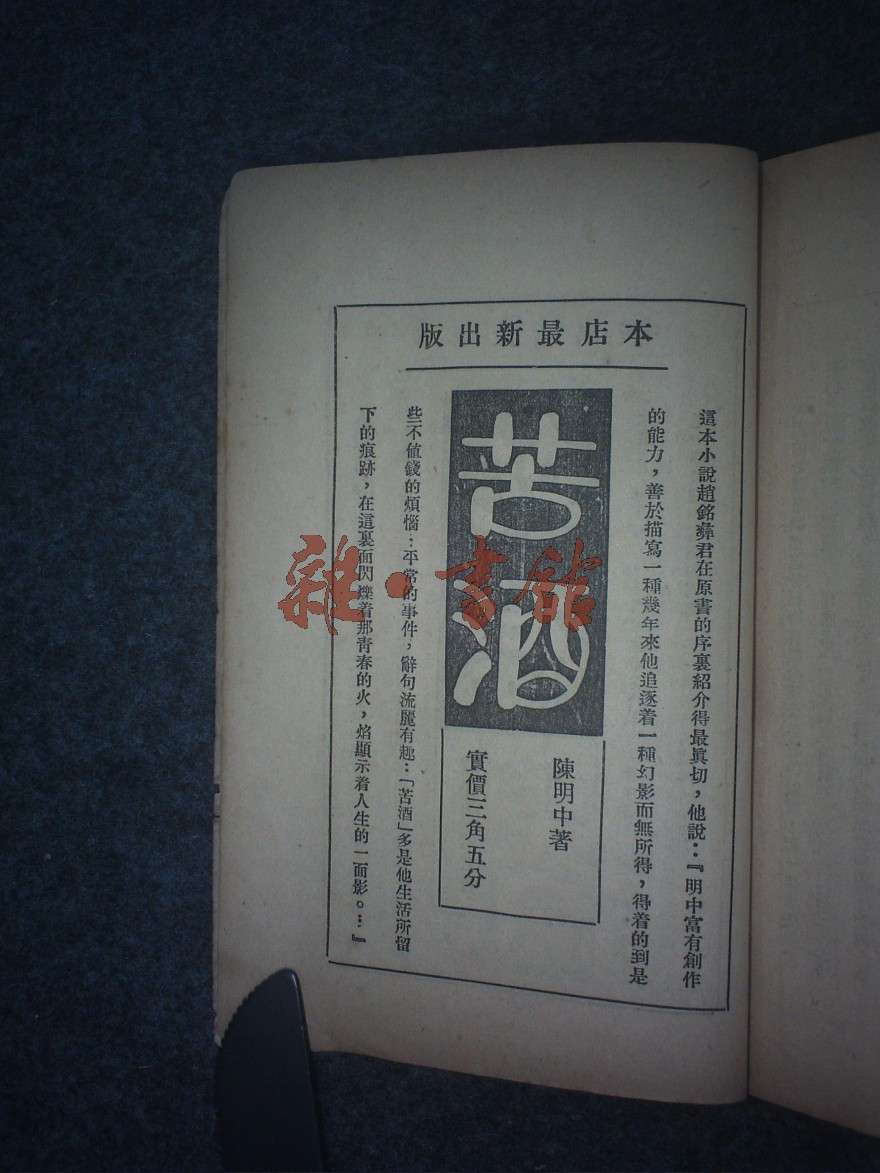 本店最新出版
這本小說趙銘彝君在原書的序裏紹介得最眞切，他說：『明中富有創作
的能力，善於描寫一種幾年來他追逐着一種幻影而無所得，得着的到是
苦酒
陳明中著
實價三角五分
些不値錢的煩惱…平常的事件，辭句流麗有趣…「苦酒」多是他生活所留
下的痕跡，在這裏面閃爍着那青春的火，焰顯示着人生的一面影。…』
雜·書館